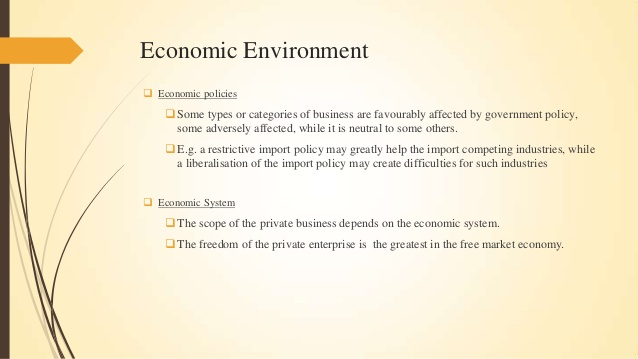 Economic Environment
Economic policies
Some types or categories of business are favourably affected by government policy,
some adversely affected, while it is neutral to some others.
E.g. a restrictive import policy may greatly help the import competing industries, while
a liberalisation of the import policy may create difficulties for such industries
Economic System
The scope of the private business depends on the economic system.
The freedom of the private enterprise is the greatest in the free market economy.